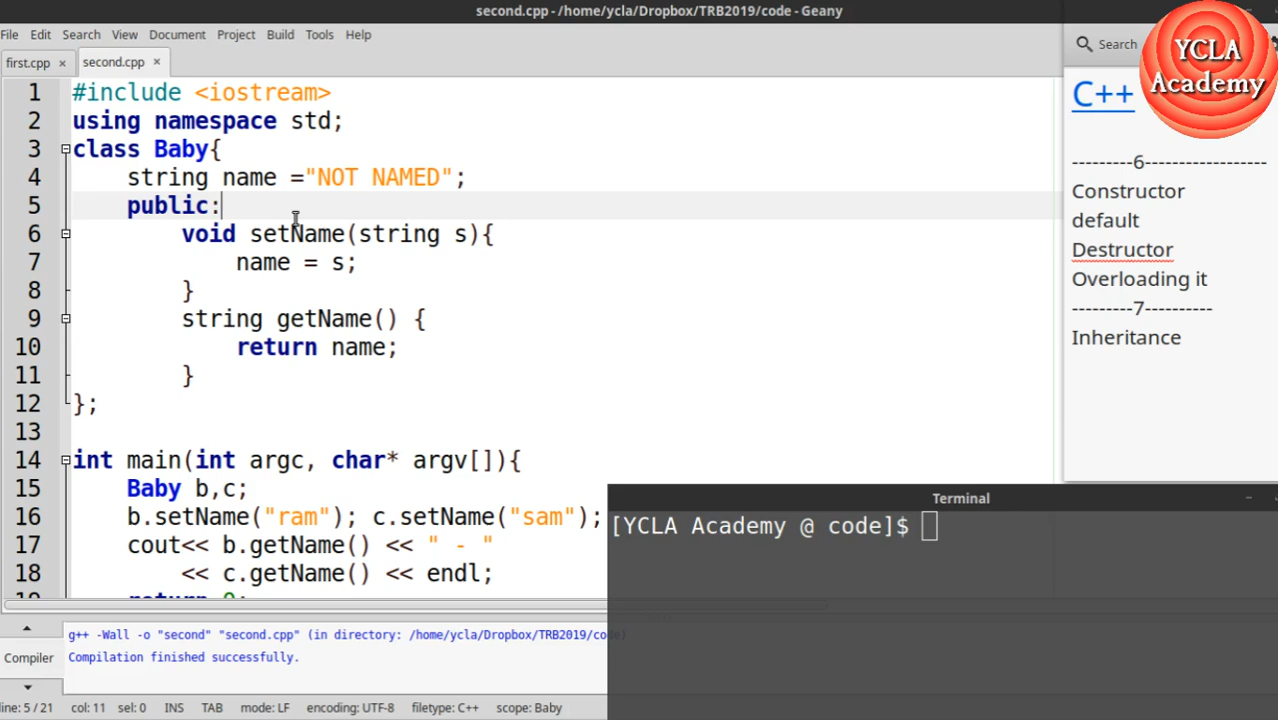 second.cpp - /home/ycla/Dropbox/TRB2019/code - Geany
File Edit Search View Document Project Build Tools Help
first.cpp × second.cpp ×
1 #include <iostream>
2 using namespace std;
3 class Baby{
4 string name ="NOT NAMED";
5 public:
6 void setName(string s){
7 name = s;
8 }
9 string getName() {
10 return name;
11 }
12 };
13
14 int main(int argc, char* argv[]){
15 Baby b,c;
16 b.setName("ram"); c.setName("sam");
17 cout<< b.getName() << " - "
18 << c.getName() << endl;
Search
YCLA
Academy
C++
---------6-----------------
Constructor
default
Destructor
Overloading it
---------7----------
Inheritance
Terminal
[YCLA Academy @ code]$
Compiler
g++ -Wall -o "second" "second.cpp" (in directory: /home/ycla/Dropbox/TRB2019/code)
Compilation finished successfully.
line: 5 / 21 col: 11 sel: 0 INS TAB mode: LF encoding: UTF-8 filetype: C++ scope: Baby